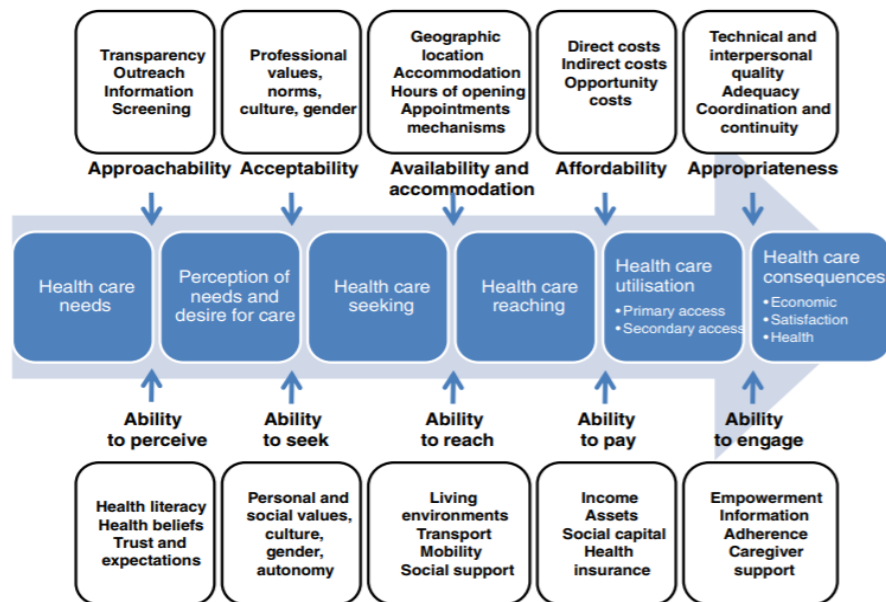 Transparency
Outreach
Information
Screening
Professional
values,
norms,
culture, gender
Geographic
location
Accommodation
Hours of opening
Appointments
mechanisms
Direct costs
Indirect costs
Opportunity
costs
Technical and
interpersonal
quality
Adequacy
Coordination and
continuity
Approachability
Acceptability
Availability and
accommodation
Affordability
Appropriateness
Health care
needs
Perception of
needs and
desire for care
Health care
seeking
Health care
reaching
Health care
utilisation
•Primary access
•Secondary access
Health care
consequences
•Economic
•Satisfaction
•Health
Ability
to perceive
Ability
to seek
Ability
to reach
Ability
to pay
Ability
to engage
Health literacy
Health beliefs
Trust and
expectations
Personal and
social values,
culture,
gender,
autonomy
Living
environments
Transport
Mobility
Social support
Income
Assets
Social capital
Health
insurance
Empowerment
Information
Adherence
Caregiver
support